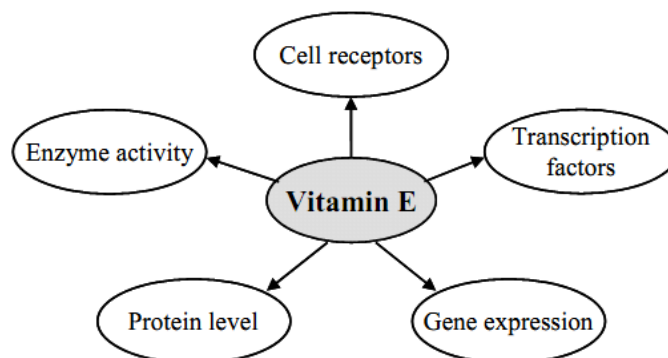 Cell receptors
Enzyme activity
Transcription
factors
Vitamin E
Protein level
Gene expression